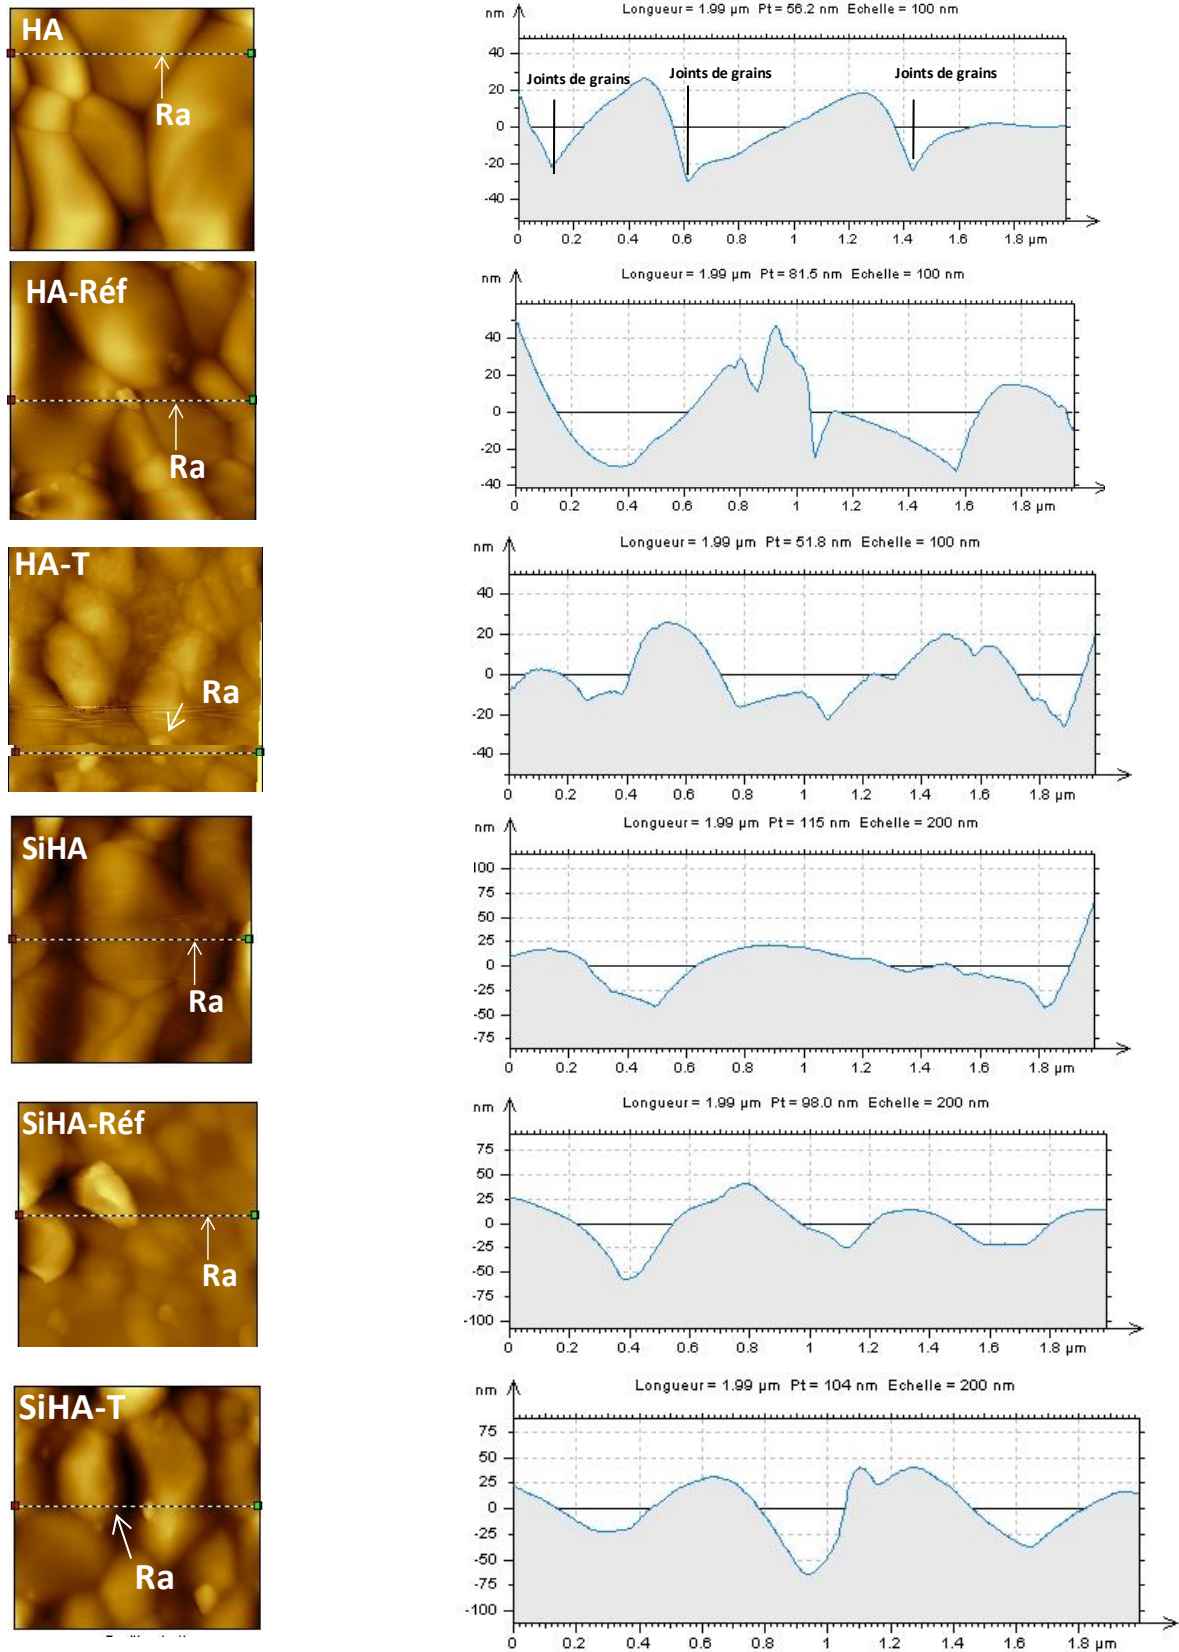 HA
Ra
nm
Longueur = 1.99 µm Pt = 56.2 nm Echelle = 100 nm
Joints de grains
Joints de grains
Joints de grains
40
20
0
-20
-40
0 0.2 0.4 0.6 0.8 1 1.2 1.4 1.6 1.8 µm
HA-Réf
Ra
nm
Longueur = 1.99 µm Pt = 81.5 nm Echelle = 100 nm
40
20
0
-20
-40
0 0.2 0.4 0.6 0.8 1 1.2 1.4 1.6 1.8 µm
HA-T
Ra
nm
Longueur = 1.99 µm Pt = 51.8 nm Echelle = 100 nm
40
20
0
-20
-40
0 0.2 0.4 0.6 0.8 1 1.2 1.4 1.6 1.8 µm
SiHA
Ra
nm
Longueur = 1.99 µm Pt = 115 nm Echelle = 200 nm
100
75
50
25
0
-25
-50
-75
0 0.2 0.4 0.6 0.8 1 1.2 1.4 1.6 1.8 µm
SiHA-Réf
Ra
nm
Longueur = 1.99 µm Pt = 98.0 nm Echelle = 200 nm
75
50
25
0
-25
-50
-75
-100
0 0.2 0.4 0.6 0.8 1 1.2 1.4 1.6 1.8 µm
SiHA-T
Ra
nm
Longueur = 1.99 µm Pt = 104 nm Echelle = 200 nm
75
50
25
0
-25
-50
-75
-100
0 0.2 0.4 0.6 0.8 1 1.2 1.4 1.6 1.8 µm